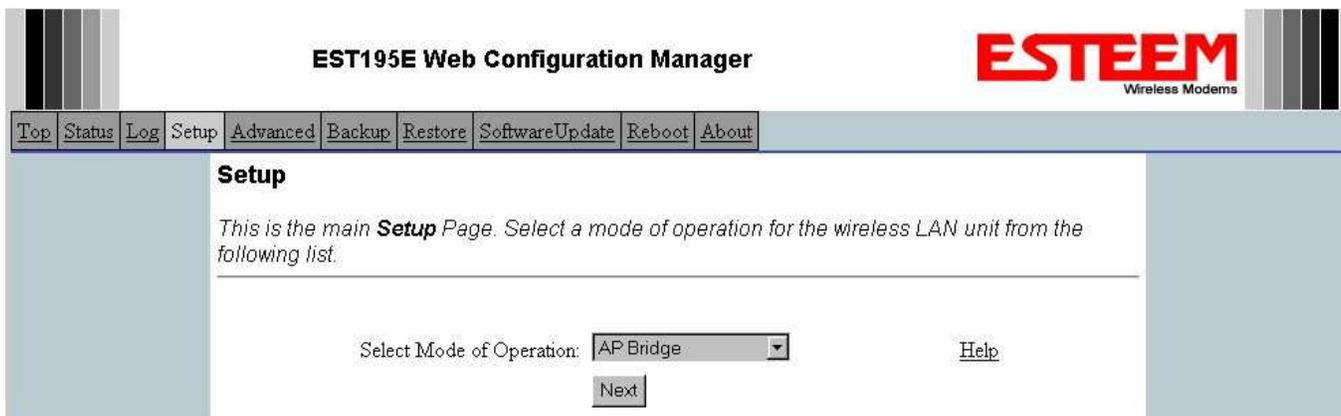 EST195E Web Configuration Manager
ESTEEM
Wireless Modems
Top Status Log Setup Advanced Backup Restore SoftwareUpdate Reboot About
Setup
This is the main Setup Page. Select a mode of operation for the wireless LAN unit from the
following list.
Select Mode of Operation: AP Bridge Help
Next